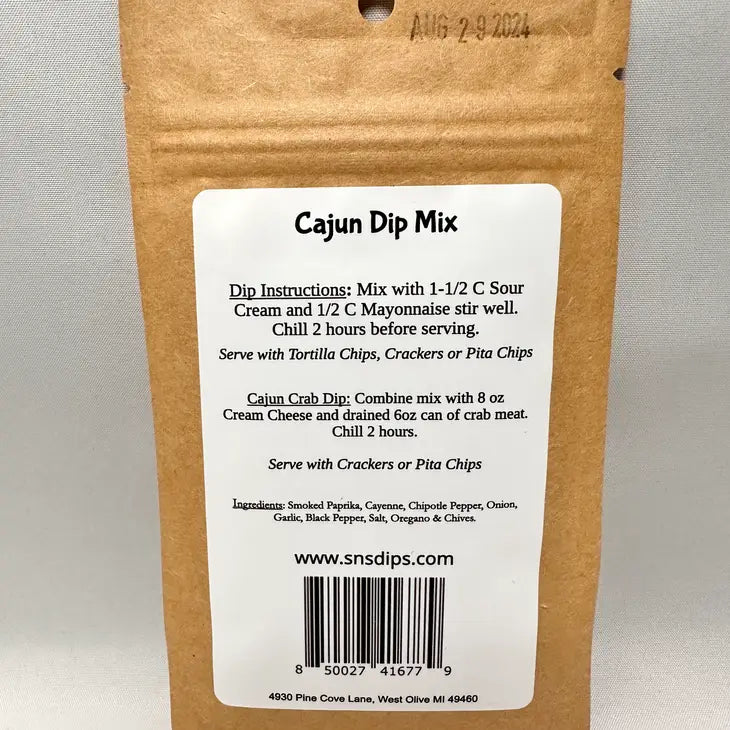 AUG 29 2024
Cajun Dip Mix
Dip Instructions: Mix with 1-1/2 C Sour
Cream and 1/2 C Mayonnaise stir well.
Chill 2 hours before serving.
Serve with Tortilla Chips, Crackers or Pita Chips
Cajun Crab Dip: Combine mix with 8 oz
Cream Cheese and drained 6oz can of crab meat.
Chill 2 hours.
Serve with Crackers or Pita Chips
Ingredients: Smoked Paprika, Cayenne, Chipotle Pepper, Onion,
Garlic, Black Pepper, Salt, Oregano & Chives.
www.snsdips.com
8 50027 41677 9
4930 Pine Cove Lane, West Olive MI 49460